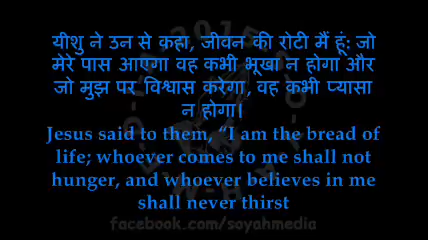 यीशु ने उन से कहा, जीवन की रोटी मैं हूं: जो
मेरे पास आएगा वह कभी भूखा न होगा और
जो मुझ पर विश्वास करेगा, वह कभी प्यासा
न होगा।
Jesus said to them, “I am the bread of
life; whoever comes to me shall not
hunger, and whoever believes in me
shall never thirst
facebook.com/soyahmedia